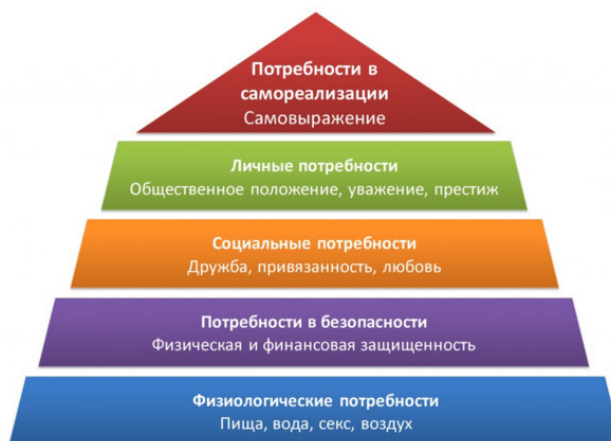 Потребности в
самореализации
Самовыражение
Личные потребности
Общественное положение, уважение, престиж
Социальные потребности
Дружба, привязанность, любовь
Потребности в безопасности
Физическая и финансовая защищенность
Физиологические потребности
Пища, вода, секс, воздух